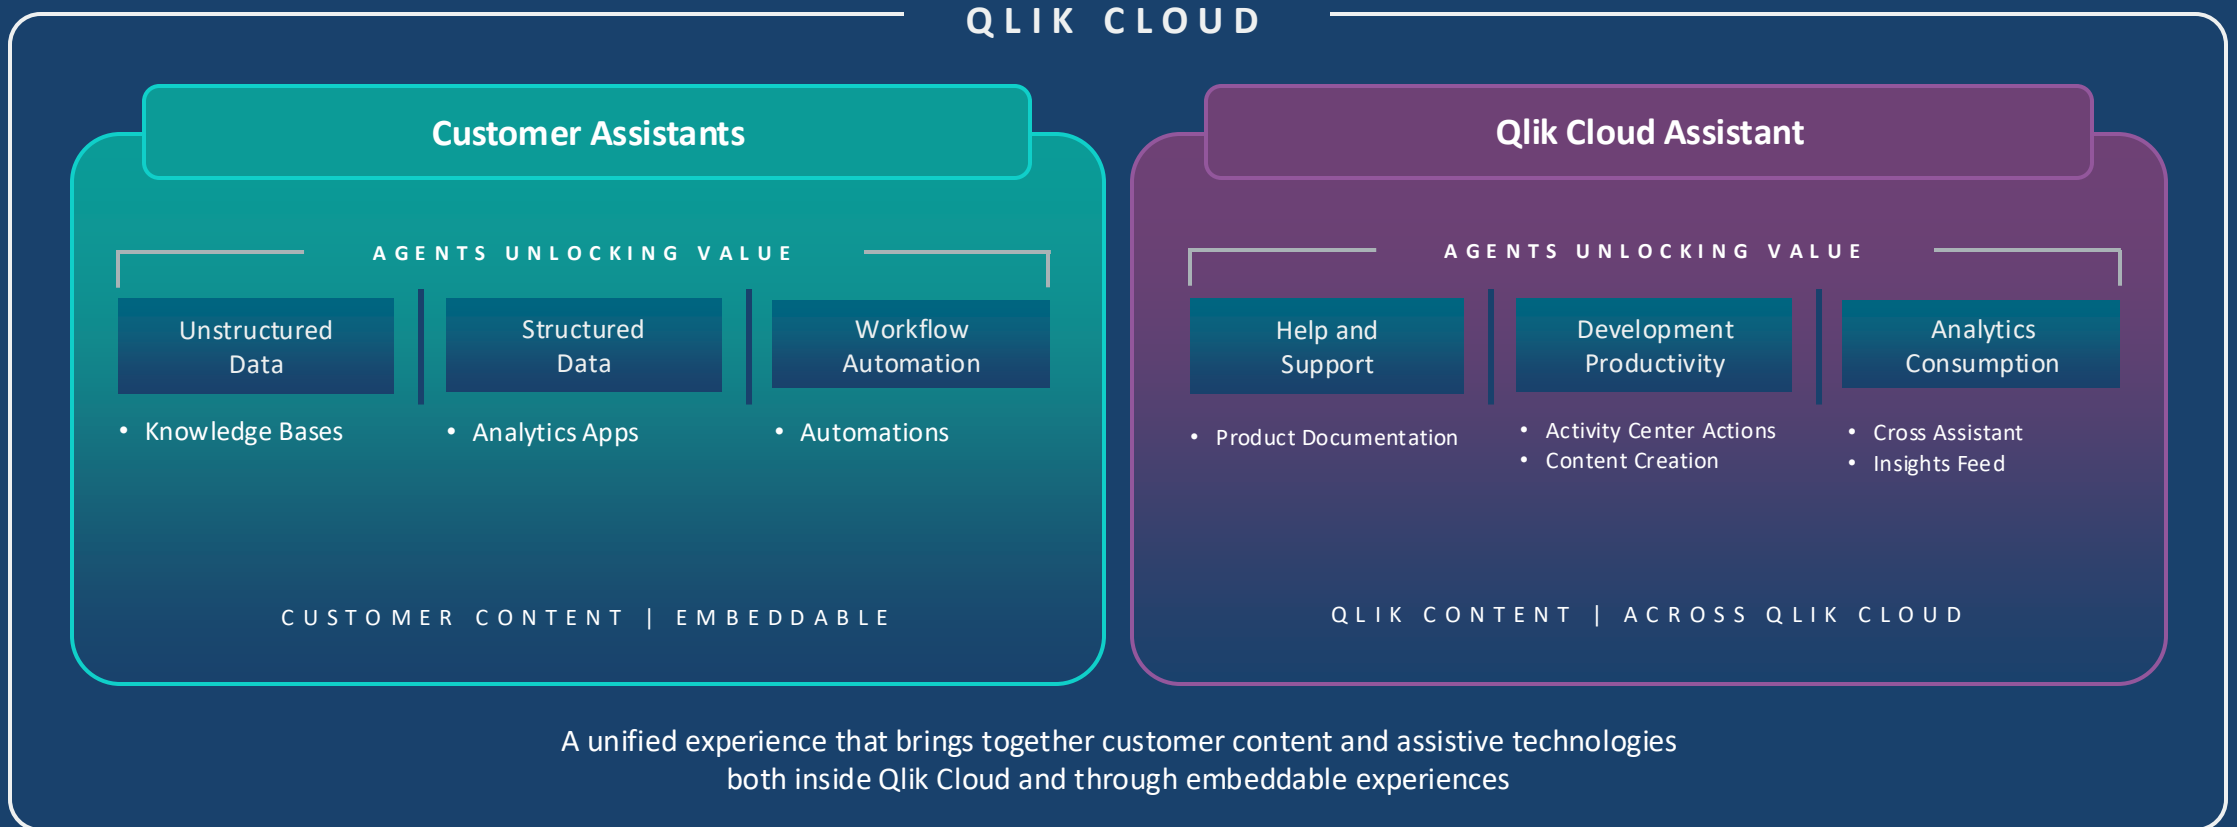 QLIK CLOUD
Customer Assistants
AGENTS UNLOCKING VALUE
Unstructured
Data
• Knowledge Bases
Structured
Data
• Analytics Apps
Workflow
Automation
• Automations
CUSTOMER CONTENT | EMBEDDABLE
Qlik Cloud Assistant
AGENTS UNLOCKING VALUE
Help and
Support
• Product Documentation
Development
Productivity
• Activity Center Actions
• Content Creation
Analytics
Consumption
• Cross Assistant
• Insights Feed
QLIK CONTENT | ACROSS QLIK CLOUD
A unified experience that brings together customer content and assistive technologies
both inside Qlik Cloud and through embeddable experiences